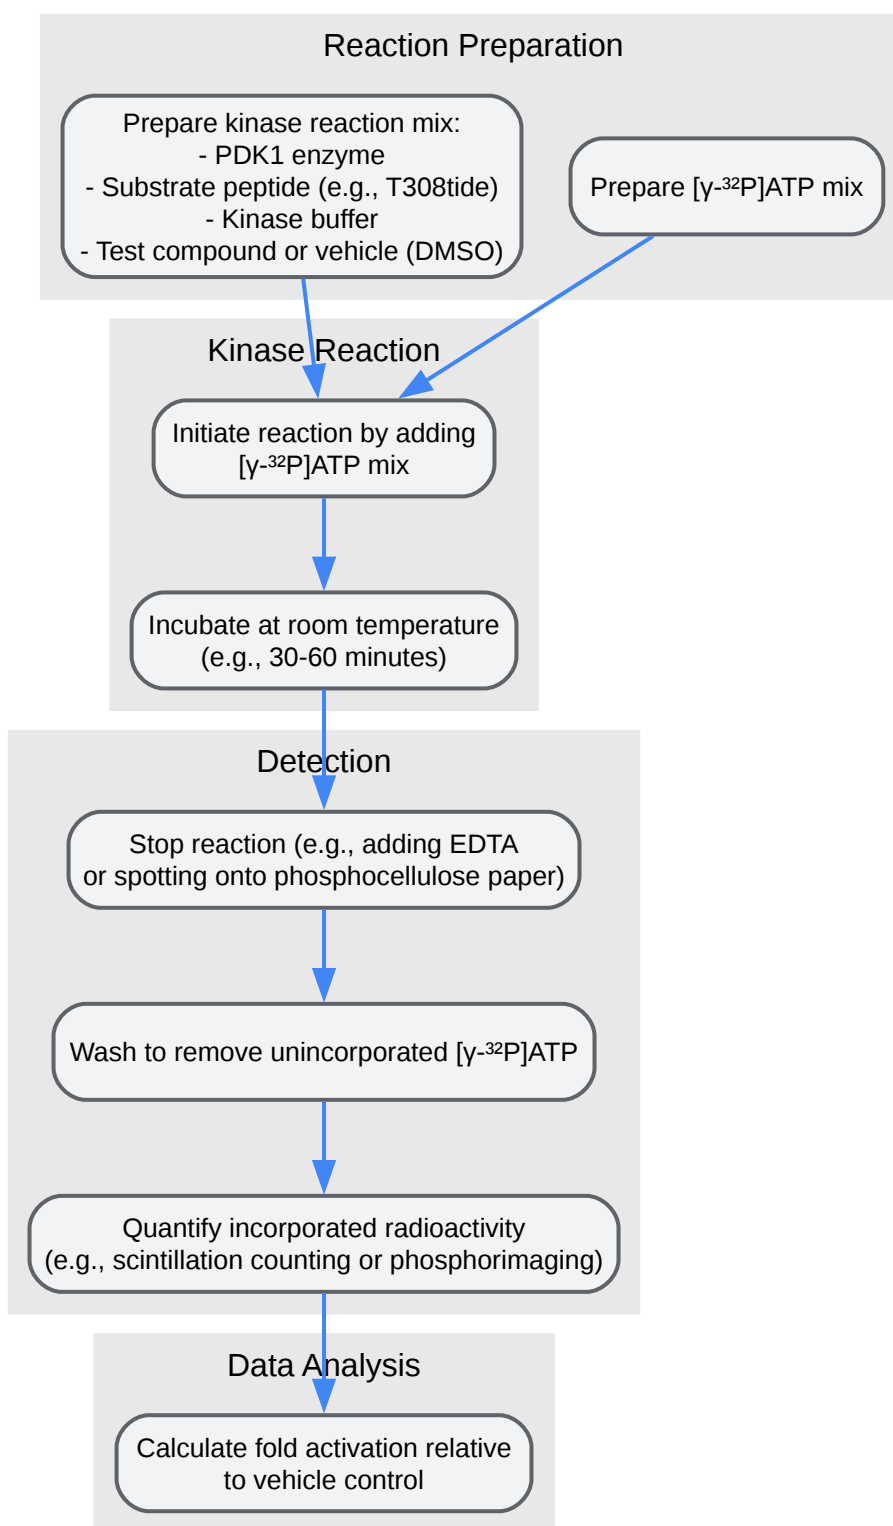 Reaction Preparation
Prepare kinase reaction mix:
- PDK1 enzyme
- Substrate peptide (e.g., T308tide)
- Kinase buffer
- Test compound or vehicle (DMSO)
Prepare [γ-³²P]ATP mix
Kinase Reaction
Initiate reaction by adding
[γ-³²P]ATP mix
Incubate at room temperature
(e.g., 30-60 minutes)
Detection
Stop reaction (e.g., adding EDTA
or spotting onto phosphocellulose paper)
Wash to remove unincorporated [γ-³²P]ATP
Quantify incorporated radioactivity
(e.g., scintillation counting or phosphorimaging)
Data Analysis
Calculate fold activation relative
to vehicle control